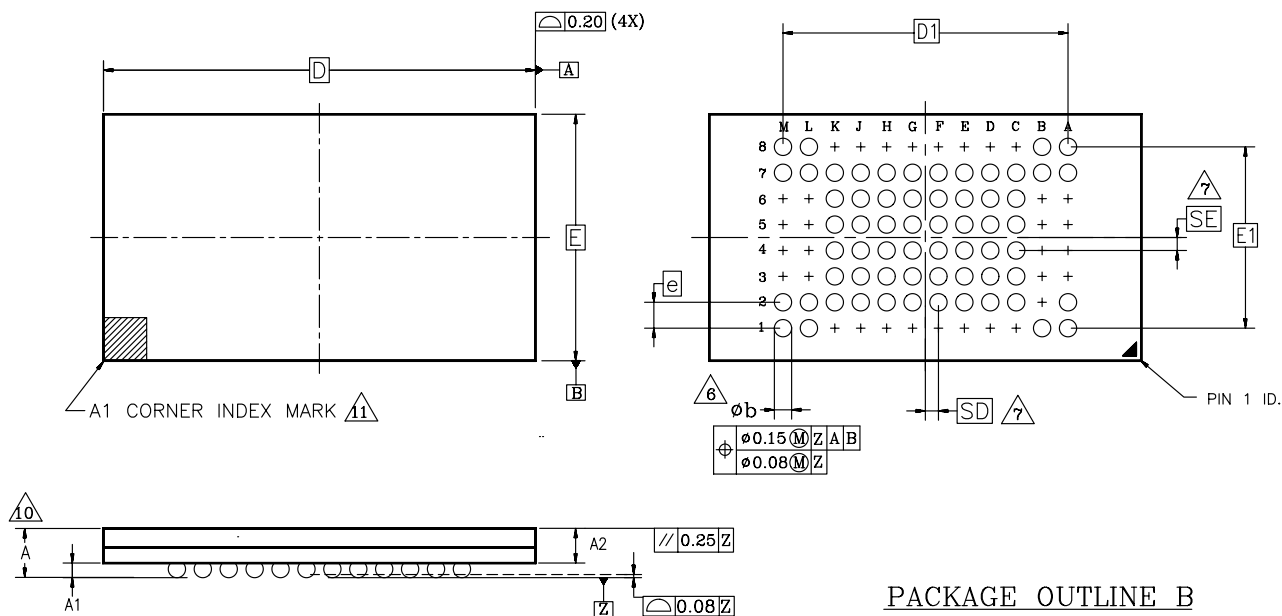 ⌓ 0.20 (4X)
D
A
D1
M L K J H G F E D C B A
8
7
6
5
4
3
2
1
E
7
SE
E1
e
B
A1 CORNER INDEX MARK 11
6
øb
SD 7
PIN 1 ID.
⌖ ø0.15 Ⓜ Z A B
ø0.08 Ⓜ Z
10
A
A2
// 0.25 Z
A1
Z
⌓ 0.08 Z
PACKAGE OUTLINE B